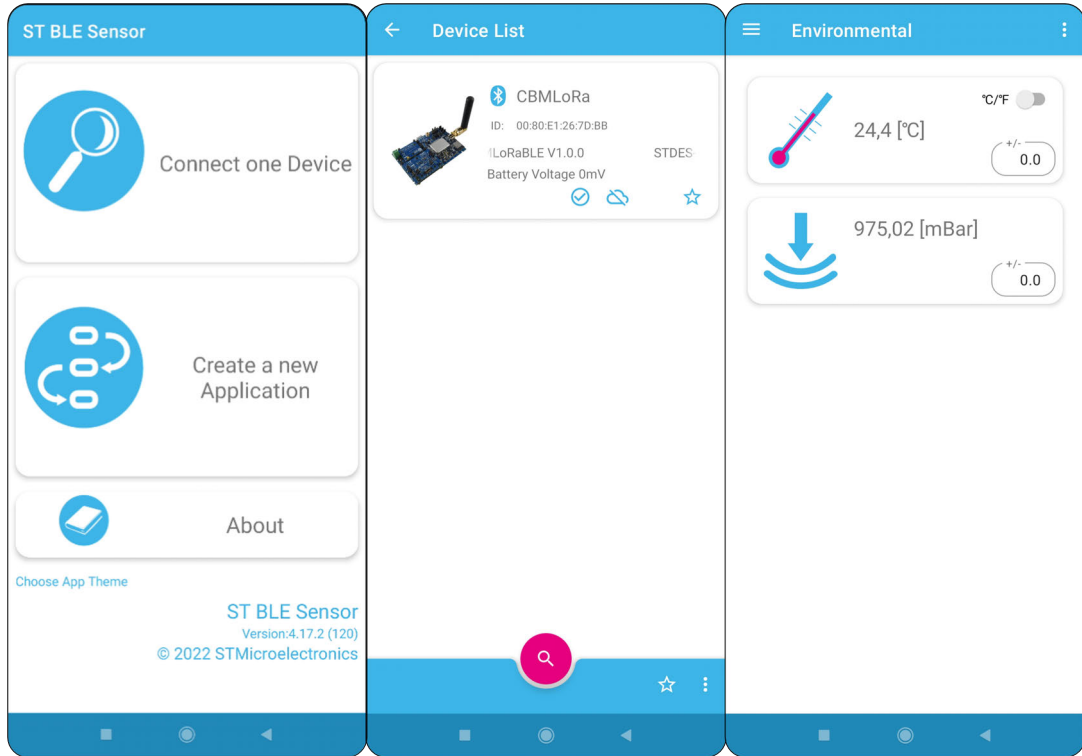 ST BLE Sensor
Connect one Device
Create a new
Application
About
Choose App Theme
ST BLE Sensor
Version:4.17.2 (120)
© 2022 STMicroelectronics
Device List
CBMLoRa
ID: 00:80:E1:26:7D:BB
LoRaBLE V1.0.0 STDES
Battery Voltage 0mV
Environmental
℃/℉
24,4 [℃]
+/-
0.0
975,02 [mBar]
+/-
0.0